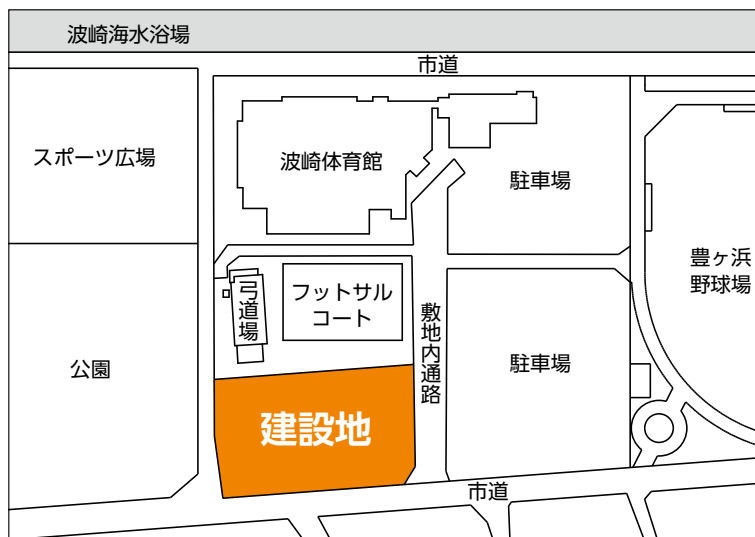 波崎海水浴場
市道
スポーツ広場
波崎体育館
駐車場
豊ヶ浜
野球場
弓道場
フットサル
コート
敷地内通路
公園
駐車場
建設地
市道